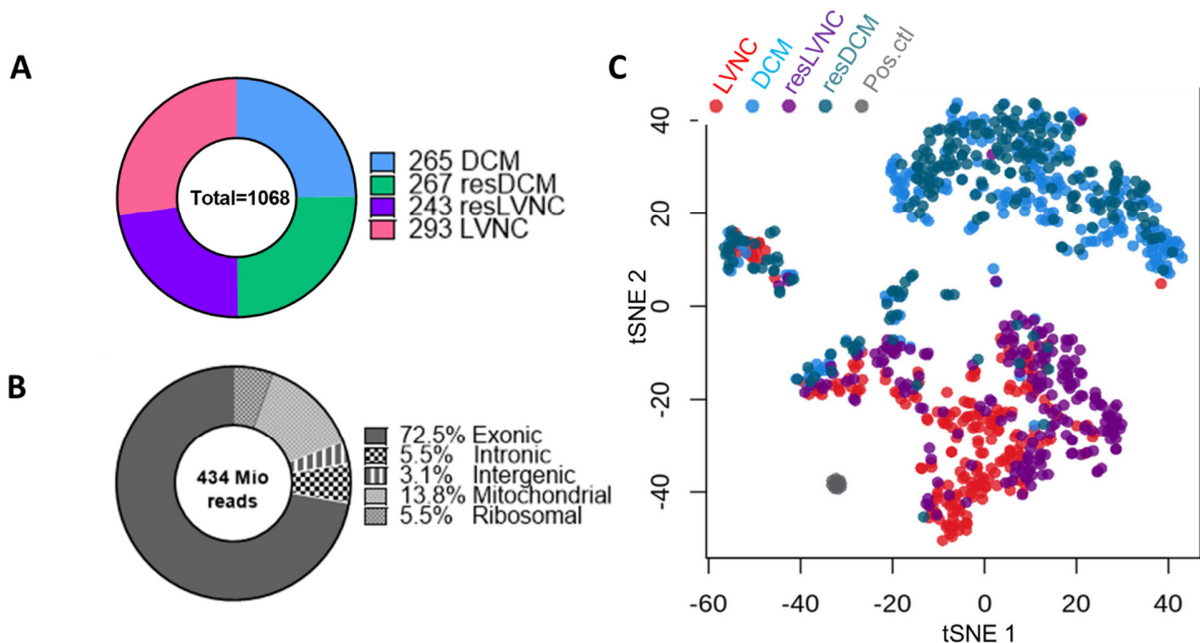 A
Total=1068
265 DCM
267 resDCM
243 resLVNC
293 LVNC
B
434 Mio
reads
72.5% Exonic
5.5% Intronic
3.1% Intergenic
13.8% Mitochondrial
5.5% Ribosomal
C
LVNC
DCM
resLVNC
resDCM
Pos.ctl
tSNE 2
40
20
0
-20
-40
-60
-40
-20
0
20
40
tSNE 1